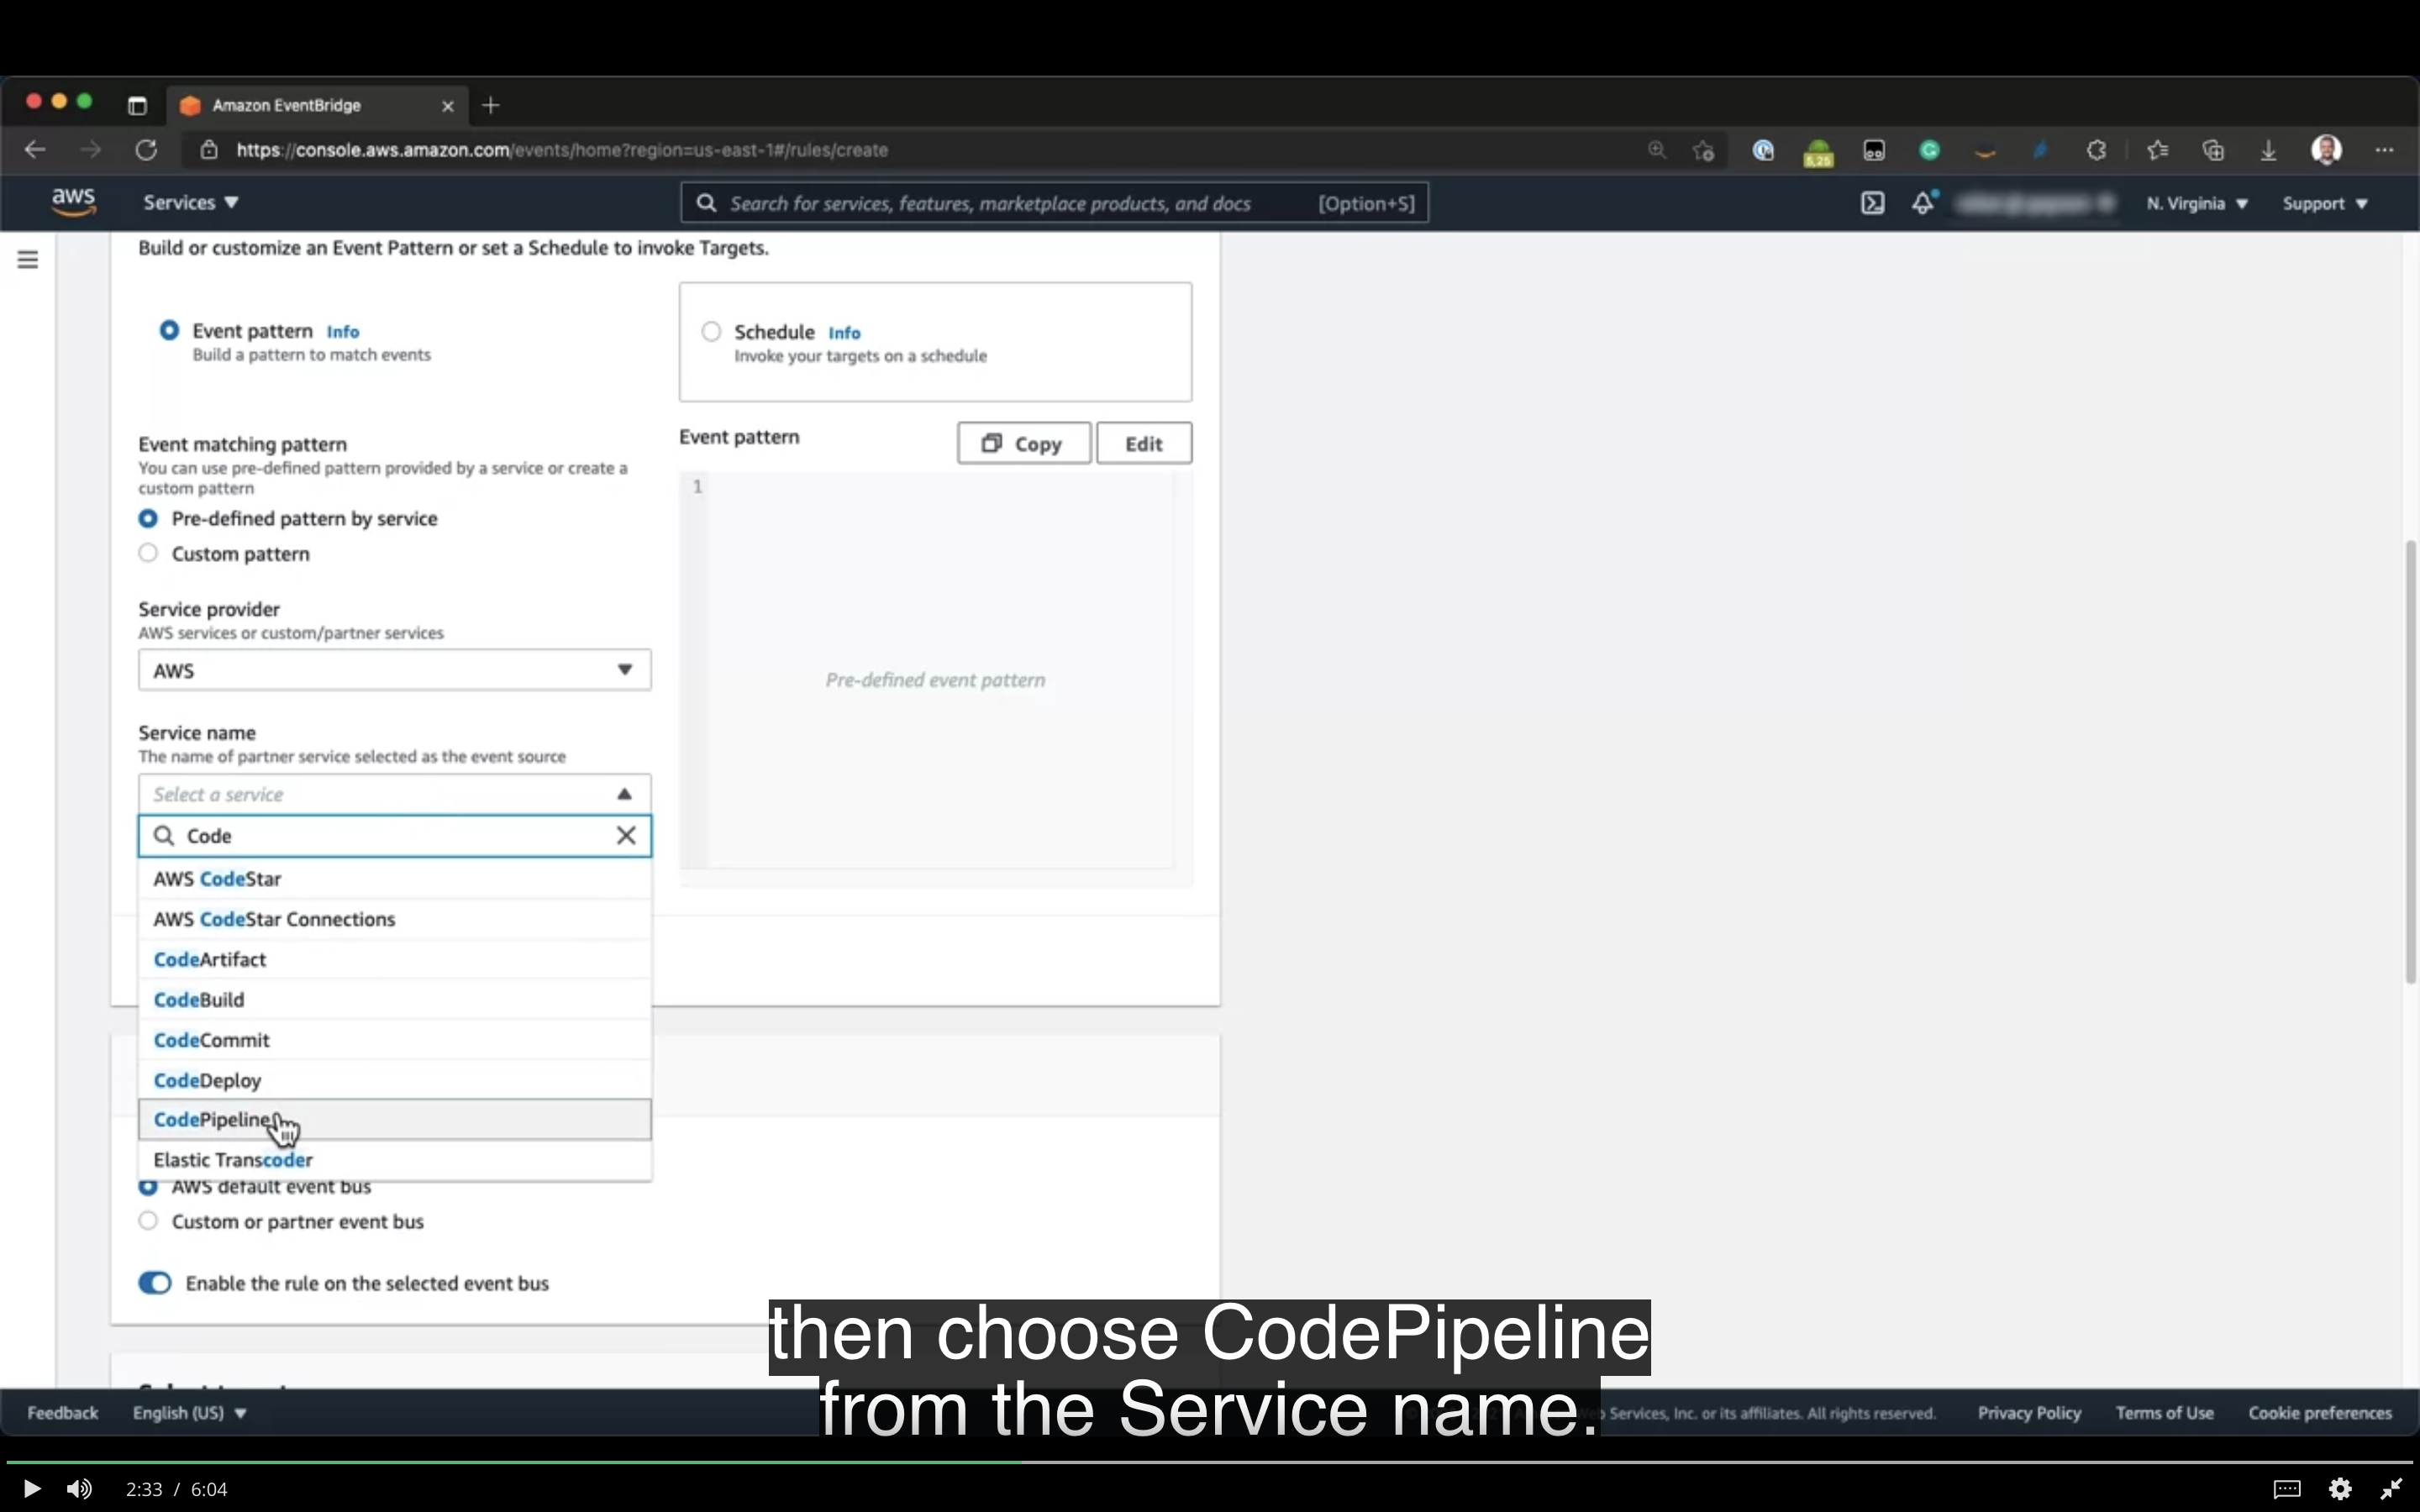 Amazon EventBridge
https://console.aws.amazon.com/events/home?region=us-east-1#/rules/create
5,25
aws
Services
Search for services, features, marketplace products, and docs
[Option+S]
N. Virginia
Support
Build or customize an Event Pattern or set a Schedule to invoke Targets.
Event pattern Info
Build a pattern to match events
Schedule Info
Invoke your targets on a schedule
Event matching pattern
You can use pre-defined pattern provided by a service or create a
custom pattern
Pre-defined pattern by service
Custom pattern
Service provider
AWS services or custom/partner services
AWS
Service name
The name of partner service selected as the event source
Select a service
Code
AWS CodeStar
AWS CodeStar Connections
CodeArtifact
CodeBuild
CodeCommit
CodeDeploy
CodePipeline
Elastic Transcoder
Event pattern
Copy
Edit
1
Pre-defined event pattern
AWS default event bus
Custom or partner event bus
Enable the rule on the selected event bus
then choose CodePipeline
from the Service name.
Feedback
English (US)
Services, Inc. or its affiliates. All rights reserved.
Privacy Policy
Terms of Use
Cookie preferences
2:33 / 6:04